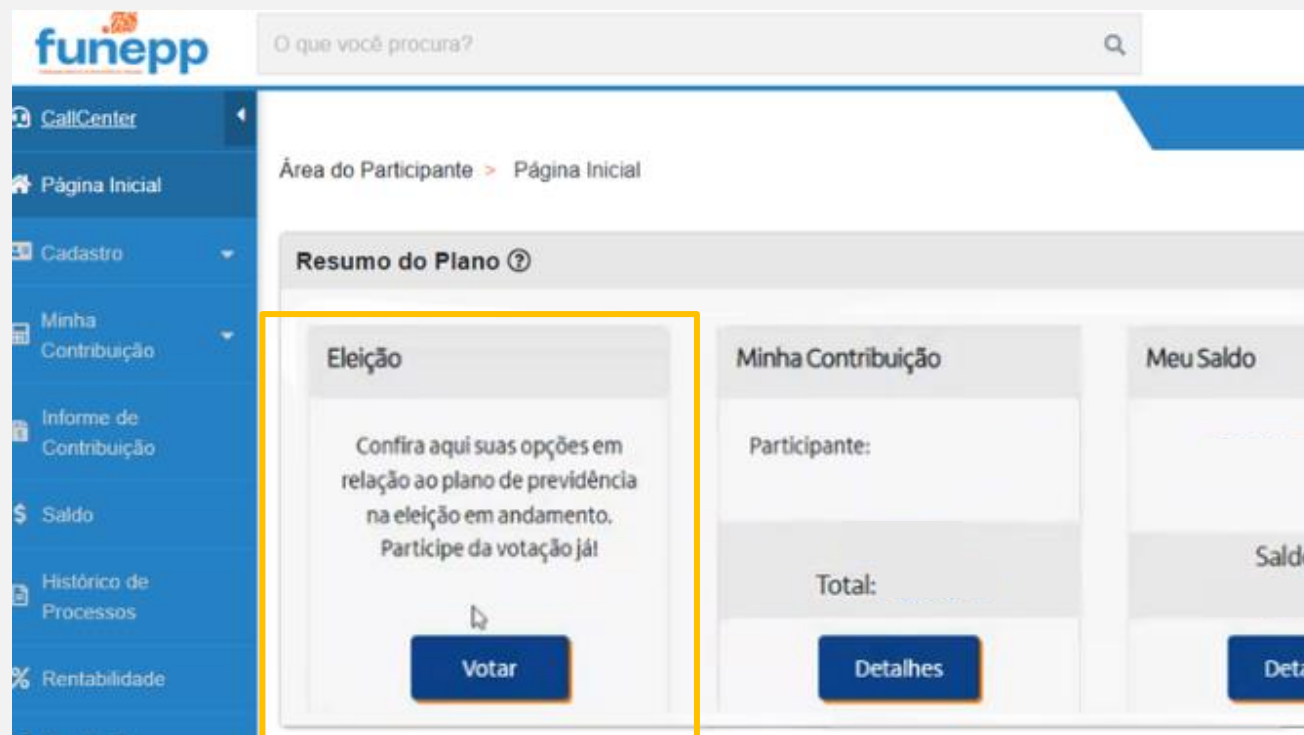 funepp
O que você procura?
CallCenter
Página Inicial
Cadastro
Minha
Contribuição
Informe de
Contribuição
$ Saldo
Histórico de
Processos
% Rentabilidade
Área do Participante > Página Inicial
Resumo do Plano ?
Eleição
Confira aqui suas opções em
relação ao plano de previdência
na eleição em andamento.
Participe da votação já!
Votar
Minha Contribuição
Participante:
Total:
Detalhes
Meu Saldo